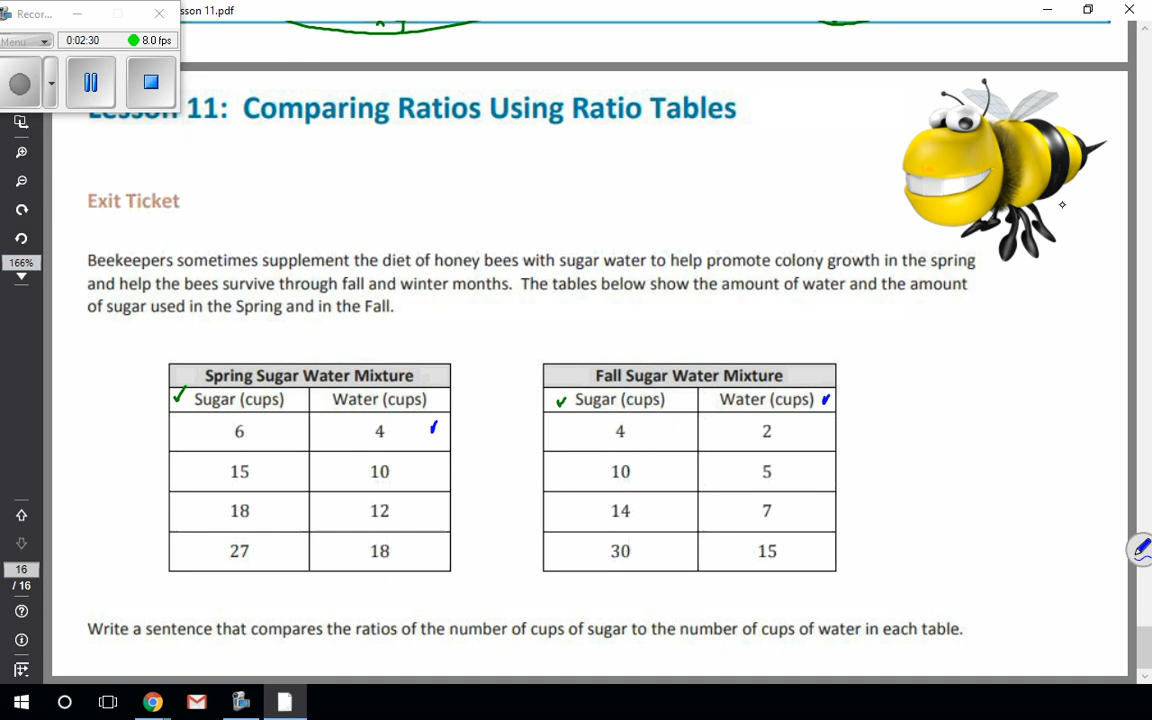 Recor...
sson 11.pdf
Menu
0:02:30
8.0 fps
Lesson 11: Comparing Ratios Using Ratio Tables
Exit Ticket
Beekeepers sometimes supplement the diet of honey bees with sugar water to help promote colony growth in the spring
and help the bees survive through fall and winter months. The tables below show the amount of water and the amount
of sugar used in the Spring and in the Fall.
Spring Sugar Water Mixture
Sugar (cups) Water (cups)
6 4
15 10
18 12
27 18
Fall Sugar Water Mixture
Sugar (cups) Water (cups)
4 2
10 5
14 7
30 15
Write a sentence that compares the ratios of the number of cups of sugar to the number of cups of water in each table.
166%
16
/ 16